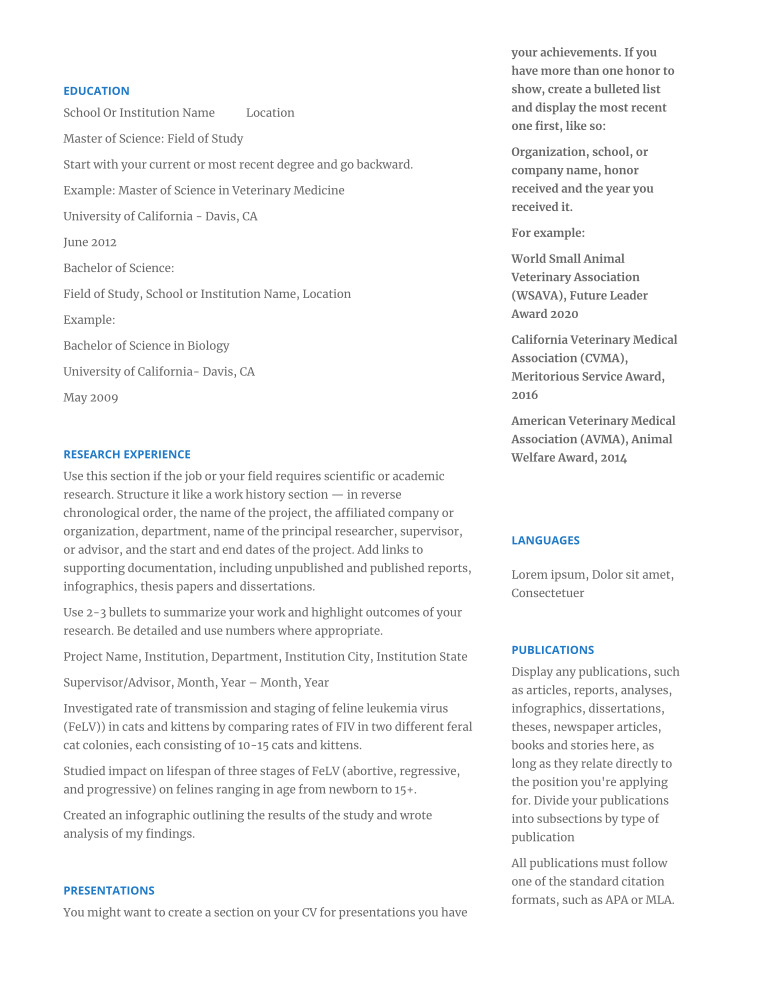 EDUCATION
School Or Institution Name Location
Master of Science: Field of Study
Start with your current or most recent degree and go backward.
Example: Master of Science in Veterinary Medicine
University of California - Davis, CA
June 2012
Bachelor of Science:
Field of Study, School or Institution Name, Location
Example:
Bachelor of Science in Biology
University of California- Davis, CA
May 2009
RESEARCH EXPERIENCE
Use this section if the job or your field requires scientific or academic
research. Structure it like a work history section — in reverse
chronological order, the name of the project, the affiliated company or
organization, department, name of the principal researcher, supervisor,
or advisor, and the start and end dates of the project. Add links to
supporting documentation, including unpublished and published reports,
infographics, thesis papers and dissertations.
Use 2-3 bullets to summarize your work and highlight outcomes of your
research. Be detailed and use numbers where appropriate.
Project Name, Institution, Department, Institution City, Institution State
Supervisor/Advisor, Month, Year – Month, Year
Investigated rate of transmission and staging of feline leukemia virus
(FeLV)) in cats and kittens by comparing rates of FIV in two different feral
cat colonies, each consisting of 10-15 cats and kittens.
Studied impact on lifespan of three stages of FeLV (abortive, regressive,
and progressive) on felines ranging in age from newborn to 15+.
Created an infographic outlining the results of the study and wrote
analysis of my findings.
PRESENTATIONS
You might want to create a section on your CV for presentations you have
your achievements. If you
have more than one honor to
show, create a bulleted list
and display the most recent
one first, like so:
Organization, school, or
company name, honor
received and the year you
received it.
For example:
World Small Animal
Veterinary Association
(WSAVA), Future Leader
Award 2020
California Veterinary Medical
Association (CVMA),
Meritorious Service Award,
2016
American Veterinary Medical
Association (AVMA), Animal
Welfare Award, 2014
LANGUAGES
Lorem ipsum, Dolor sit amet,
Consectetuer
PUBLICATIONS
Display any publications, such
as articles, reports, analyses,
infographics, dissertations,
theses, newspaper articles,
books and stories here, as
long as they relate directly to
the position you're applying
for. Divide your publications
into subsections by type of
publication
All publications must follow
one of the standard citation
formats, such as APA or MLA.